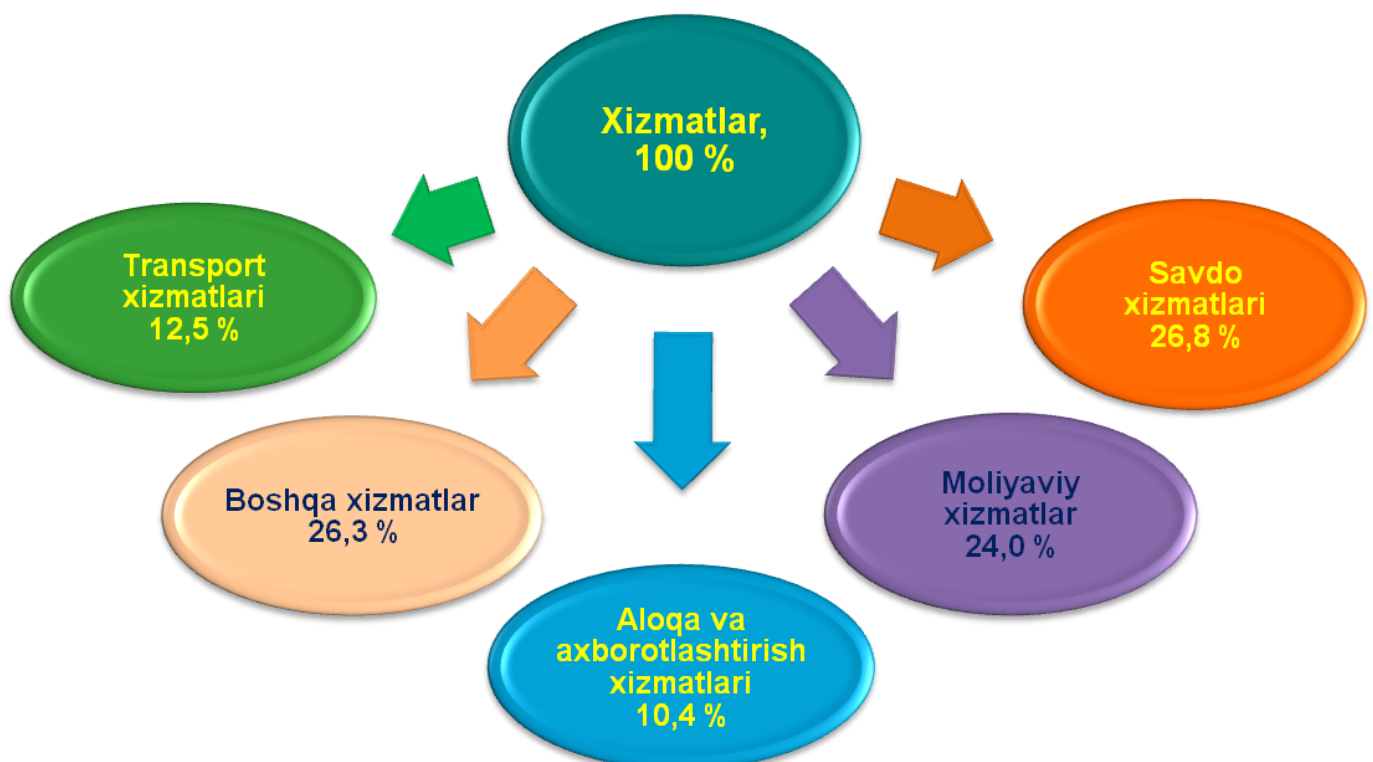 Xizmatlar,
100 %
Transport
xizmatlari
12,5 %
Savdo
xizmatlari
26,8 %
Boshqa xizmatlar
26,3 %
Moliyaviy
xizmatlar
24,0 %
Aloqa va
axborotlashtirish
xizmatlari
10,4 %